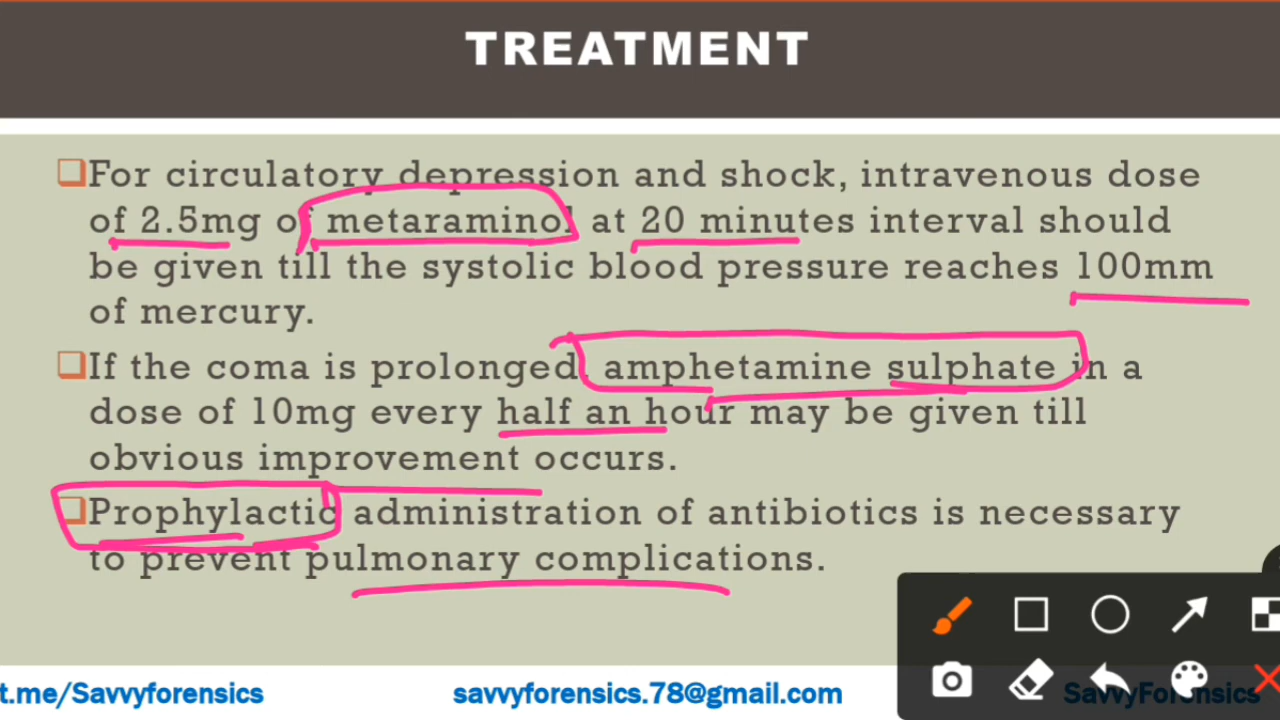 TREATMENT
For circulatory depression and shock, intravenous dose
of 2.5mg of metaraminol at 20 minutes interval should
be given till the systolic blood pressure reaches 100mm
of mercury.
If the coma is prolonged, amphetamine sulphate in a
dose of 10mg every half an hour may be given till
obvious improvement occurs.
Prophylactic administration of antibiotics is necessary
to prevent pulmonary complications.
t.me/Savvyforensics
savvyforensics.78@gmail.com
SavvyForensics